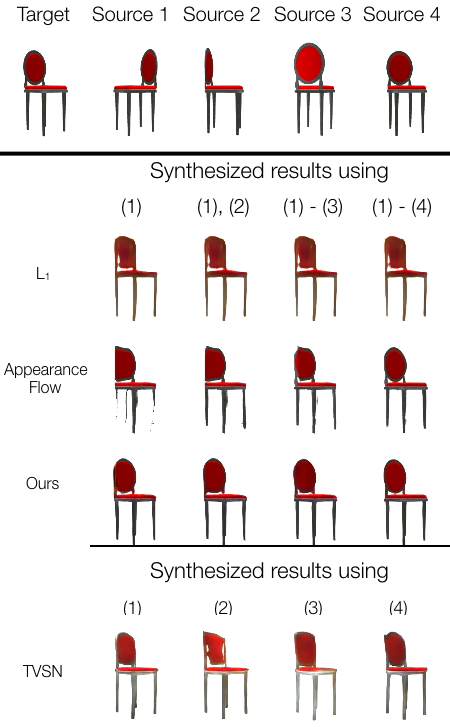 Target Source 1 Source 2 Source 3 Source 4
Synthesized results using
(1) (1), (2) (1) - (3) (1) - (4)
L₁
Appearance
Flow
Ours
Synthesized results using
(1) (2) (3) (4)
TVSN